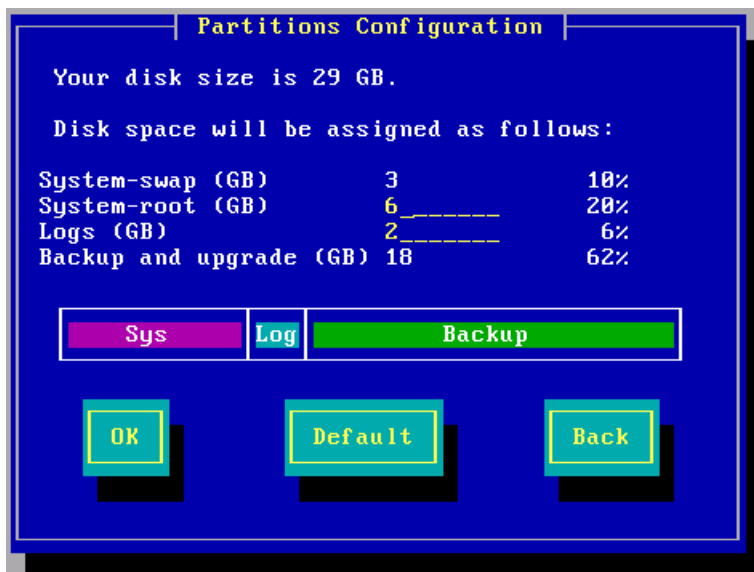 Partitions Configuration
Your disk size is 29 GB.
Disk space will be assigned as follows:
System-swap (GB) 3 10%
System-root (GB) 6_______ 20%
Logs (GB) 2_______ 6%
Backup and upgrade (GB) 18 62%
Sys Log Backup
OK Default Back